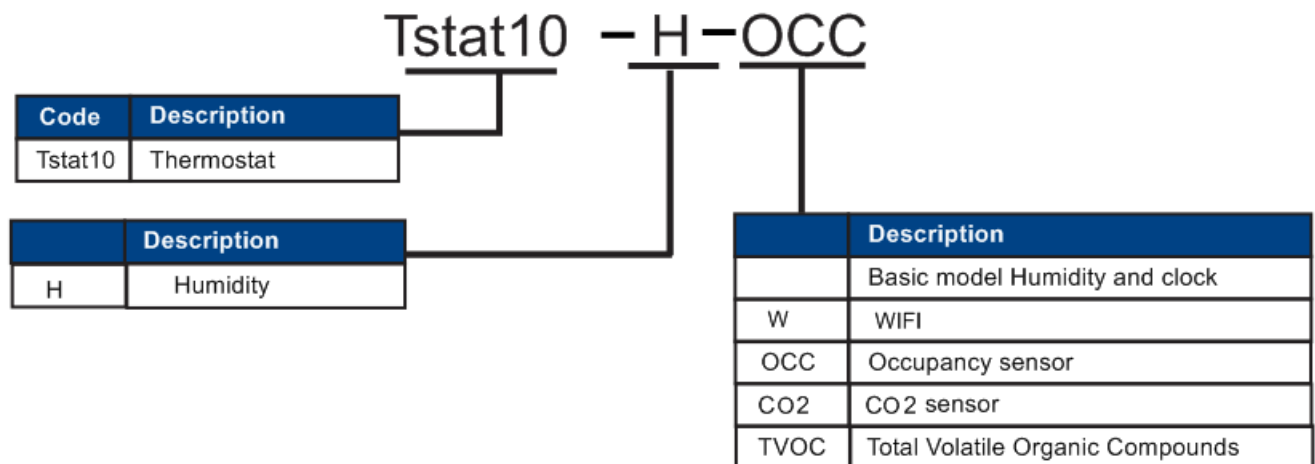 Tstat10 – H – OCC
Code Description
Tstat10 Thermostat
Description
H Humidity
Description
Basic model Humidity and clock
W WIFI
OCC Occupancy sensor
CO2 CO2 sensor
TVOC Total Volatile Organic Compounds